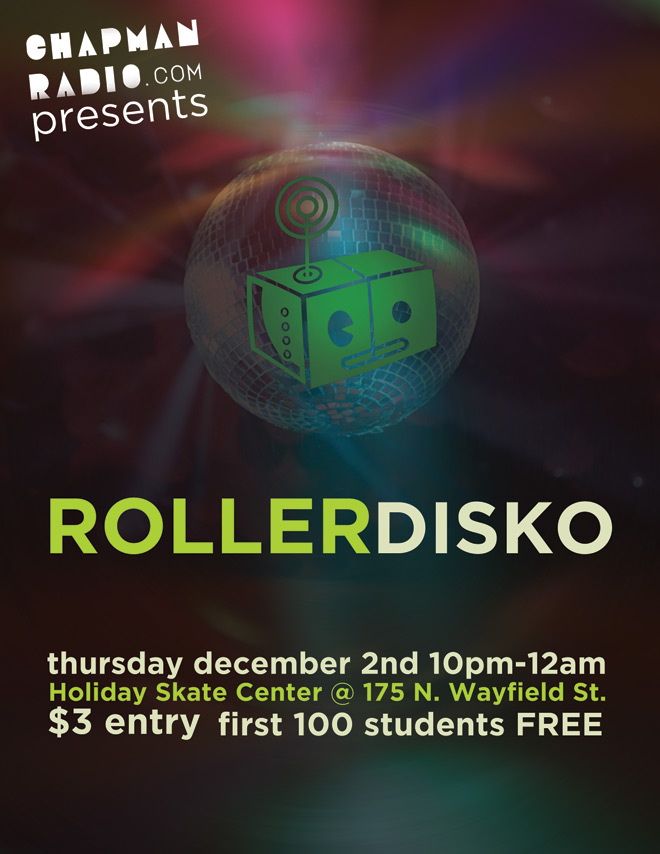 CHAPMAN
RADIO.COM
presents
ROLLERDISKO
thursday december 2nd 10pm-12am
Holiday Skate Center @ 175 N. Wayfield St.
$3 entry first 100 students FREE